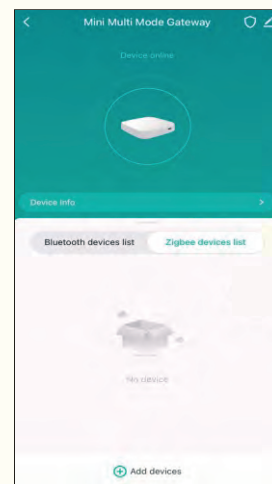 Mini Multi Mode Gateway
Device online
Device Info
Bluetooth devices list
Zigbee devices list
No device
Add devices